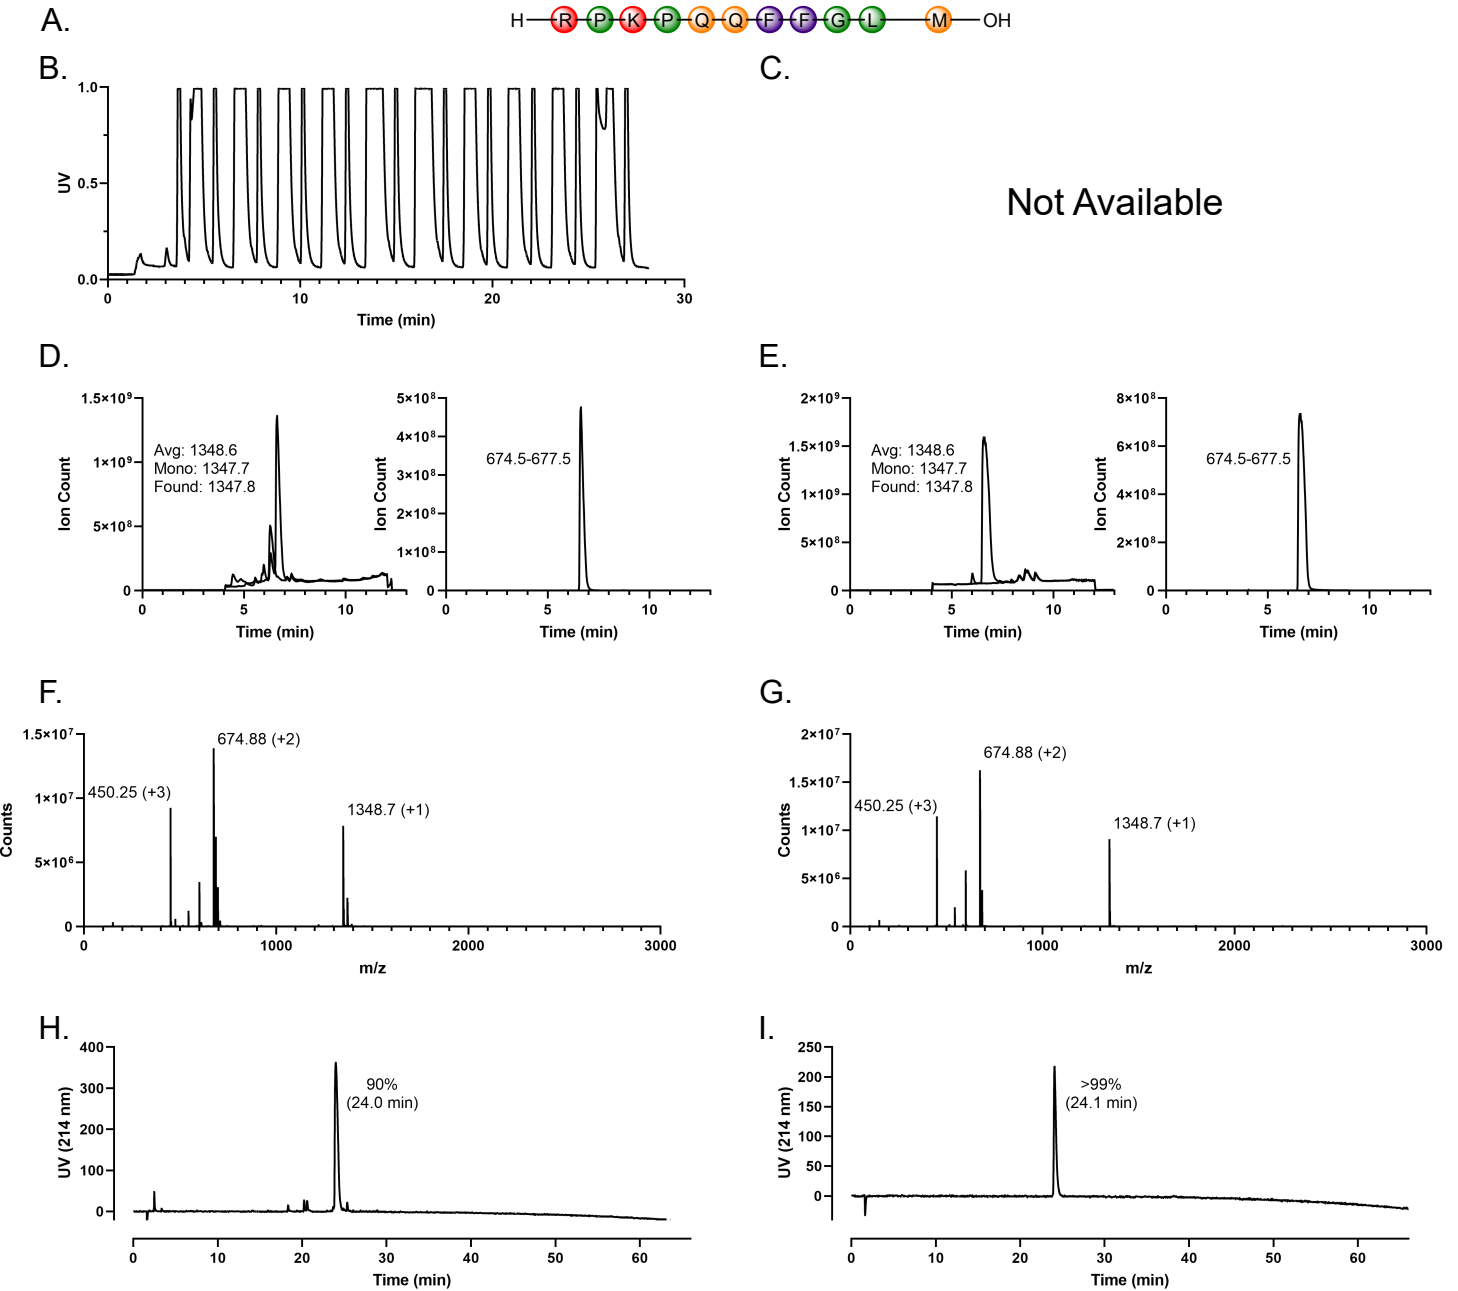 A.
H R P K P Q Q F F G L M OH
B.
1.0
0.5
0.0
UV
0 10 20 30
Time (min)
C.
Not Available
D.
1.5×10⁹
1×10⁹
5×10⁸
0
Ion Count
Avg: 1348.6
Mono: 1347.7
Found: 1347.8
0 5 10
Time (min)
5×10⁸
4×10⁸
3×10⁸
2×10⁸
1×10⁸
0
Ion Count
674.5-677.5
0 5 10
Time (min)
E.
2×10⁹
1.5×10⁹
1×10⁹
5×10⁸
0
Ion Count
Avg: 1348.6
Mono: 1347.7
Found: 1347.8
0 5 10
Time (min)
8×10⁸
6×10⁸
4×10⁸
2×10⁸
0
Ion Count
674.5-677.5
0 5 10
Time (min)
F.
1.5×10⁷
1×10⁷
5×10⁶
0
Counts
674.88 (+2)
450.25 (+3)
1348.7 (+1)
0 1000 2000 3000
m/z
G.
2×10⁷
1.5×10⁷
1×10⁷
5×10⁶
0
Counts
674.88 (+2)
450.25 (+3)
1348.7 (+1)
0 1000 2000 3000
m/z
H.
400
300
200
100
0
UV (214 nm)
90%
(24.0 min)
0 10 20 30 40 50 60
Time (min)
I.
250
200
150
100
50
0
UV (214 nm)
>99%
(24.1 min)
0 10 20 30 40 50 60
Time (min)